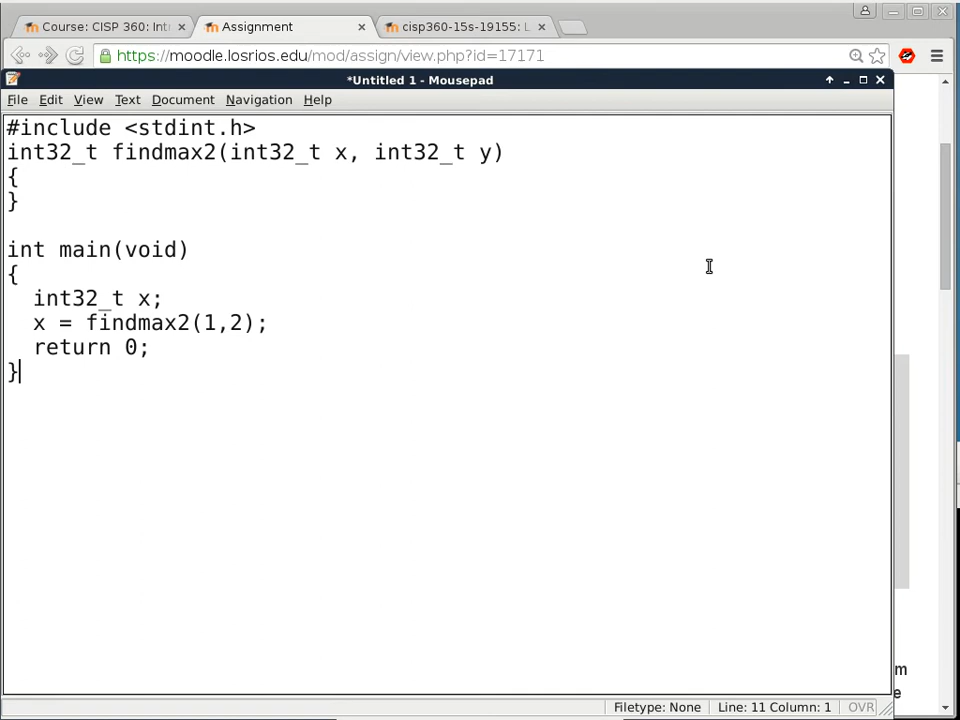 Course: CISP 360: Int
Assignment
cisp360-15s-19155: L
https://moodle.losrios.edu/mod/assign/view.php?id=17171
*Untitled 1 - Mousepad
File Edit View Text Document Navigation Help
#include <stdint.h>
int32_t findmax2(int32_t x, int32_t y)
{
}
int main(void)
{
int32_t x;
x = findmax2(1,2);
return 0;
}
m
e
Filetype: None Line: 11 Column: 1 OVR